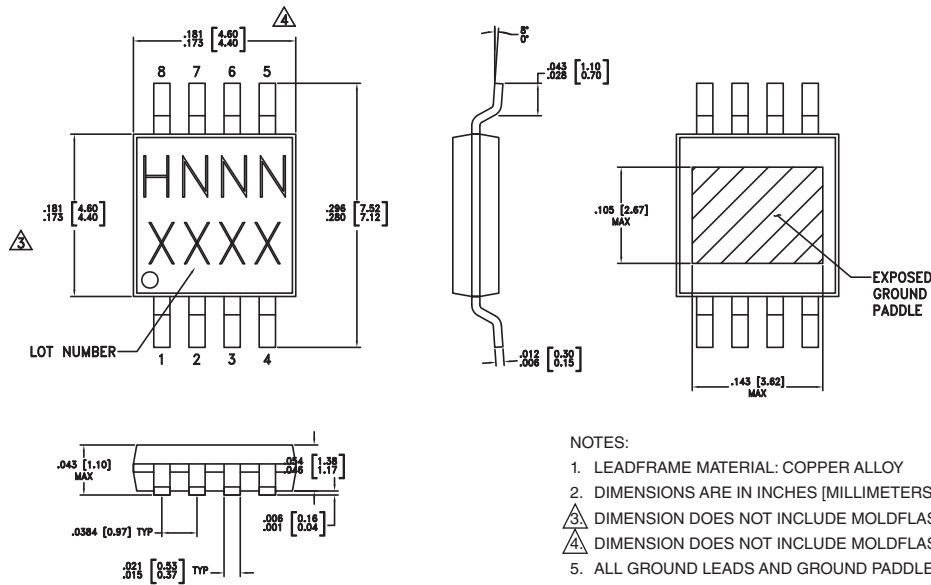 4
.181 [4.60]
.173 [4.40]
8 7 6 5
HNNN
XXXX
.181 [4.60]
.173 [4.40]
3
.296 [7.52]
.280 [7.12]
LOT NUMBER
1 2 3 4
8°
0°
.043 [1.10]
.028 [0.70]
.012 [0.30]
.006 [0.15]
.105 [2.67]
MAX
EXPOSED
GROUND
PADDLE
.143 [3.62]
MAX
.043 [1.10]
MAX
.054 [1.38]
.046 [1.17]
.0384 [0.97] TYP
.006 [0.16]
.001 [0.04]
.021 [0.53]
.015 [0.37] TYP
NOTES:
1. LEADFRAME MATERIAL: COPPER ALLOY
2. DIMENSIONS ARE IN INCHES [MILLIMETERS
3. DIMENSION DOES NOT INCLUDE MOLDFLAS
4. DIMENSION DOES NOT INCLUDE MOLDFLAS
5. ALL GROUND LEADS AND GROUND PADDLE